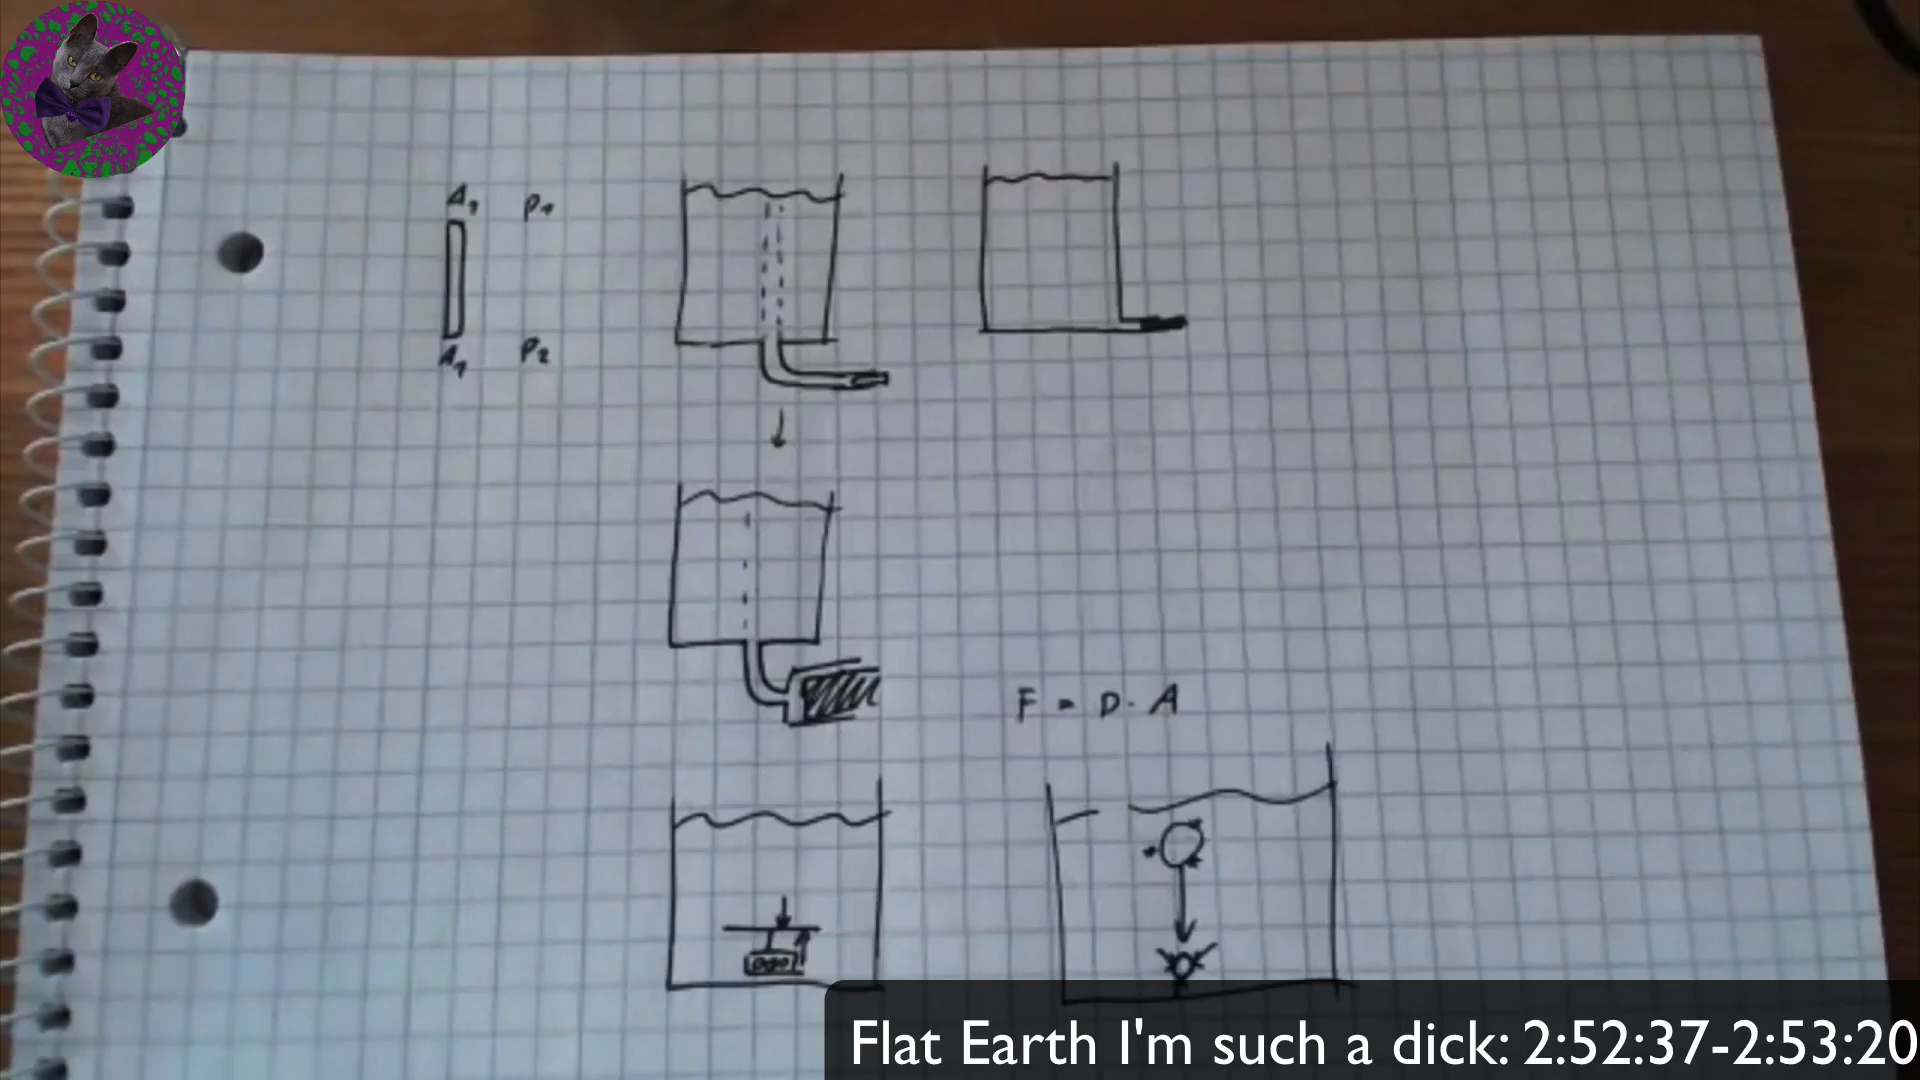 A₁ P₁
A₁ P₂
F = P · A
Flat Earth I'm such a dick: 2:52:37-2:53:20